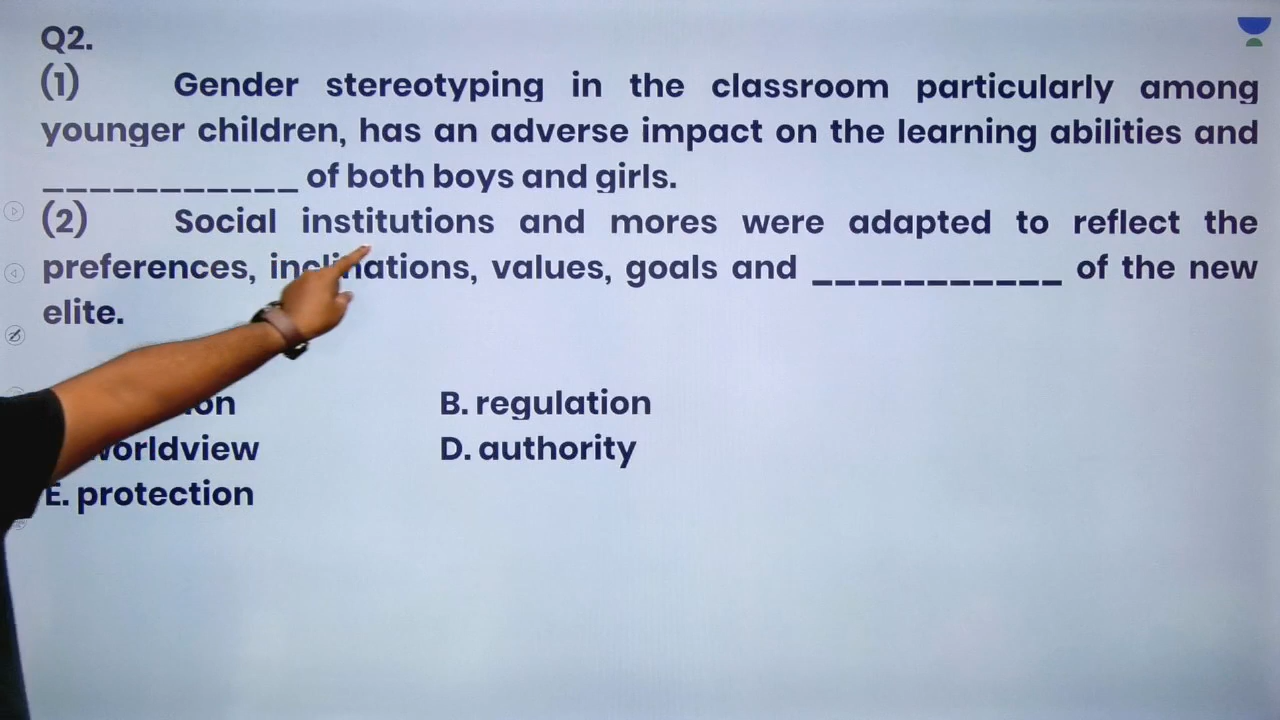 Q2.
(1) Gender stereotyping in the classroom particularly among
younger children, has an adverse impact on the learning abilities and
___________ of both boys and girls.
(2) Social institutions and mores were adapted to reflect the
preferences, inclinations, values, goals and ___________ of the new
elite.
B. regulation
worldview
D. authority
E. protection